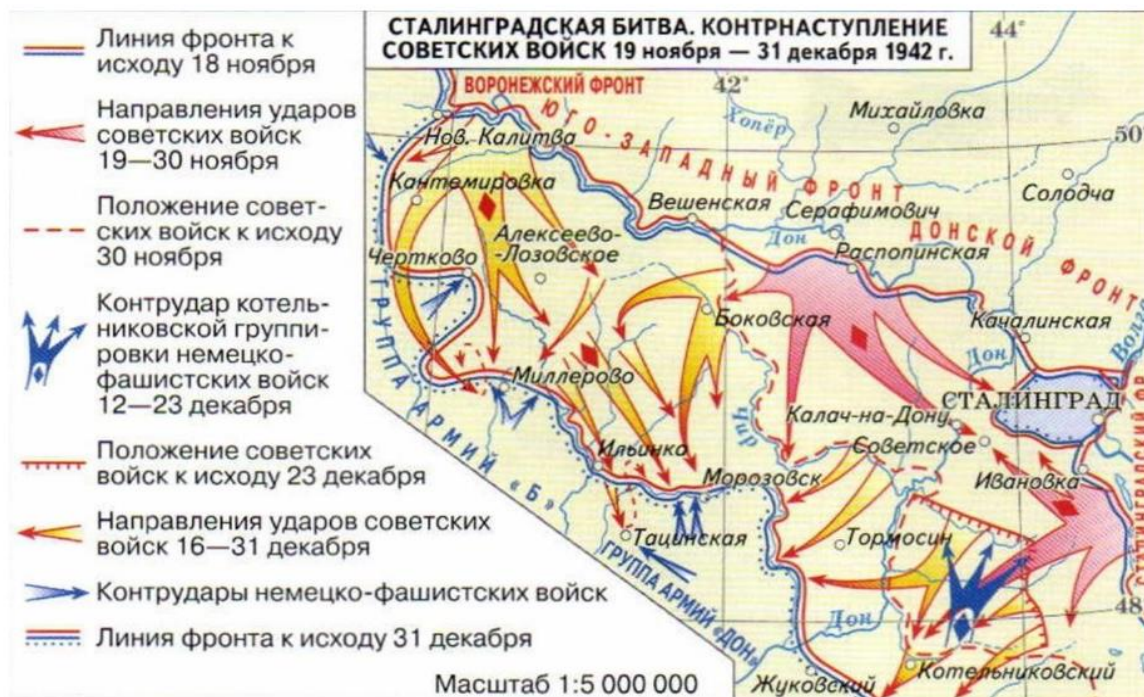 СТАЛИНГРАДСКАЯ БИТВА. КОНТРНАСТУПЛЕНИЕ
СОВЕТСКИХ ВОЙСК 19 ноября — 31 декабря 1942 г.
Линия фронта к
исходу 18 ноября
Направления ударов
советских войск
19—30 ноября
Положение совет-
ских войск к исходу
30 ноября
Контрудар котель-
никовской группи-
ровки немецко-
фашистских войск
12—23 декабря
Положение советских
войск к исходу 23 декабря
Направления ударов советских
войск 16—31 декабря
Контрудары немецко-фашистских войск
Линия фронта к исходу 31 декабря
Масштаб 1:5 000 000
42°
44°
ВОРОНЕЖСКИЙ ФРОНТ
ЮГО-ЗАПАДНЫЙ ФРОНТ
ДОНСКОЙ ФРОНТ
Хопёр
Михайловка
50
Нов. Калитва
Солодча
Кантемировка
Вешенская
Серафимович
Дон
Алексеево-
-Лозовское
Распопинская
Чертково
Боковская
Качалинская
Дон
ГРУППА АРМИЙ «Б»
Миллерово
СТАЛИНГРАД
Калач-на-Дону
Чир
Советское
Ильинка
Морозовск
Ивановка
Тацинская
Тормосин
ГРУППА АРМИЙ «ДОН»
48
Дон
Котельниковский
Жуковский